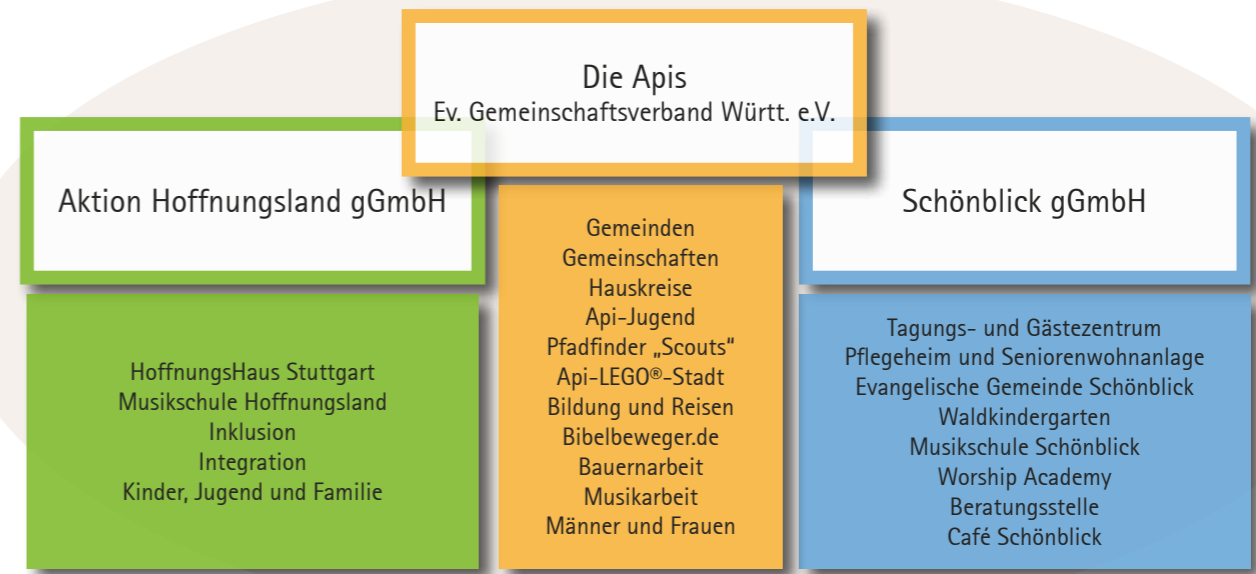 Die Apis
Ev. Gemeinschaftsverband Württ. e.V.
Aktion Hoffnungsland gGmbH
HoffnungsHaus Stuttgart
Musikschule Hoffnungsland
Inklusion
Integration
Kinder, Jugend und Familie
Gemeinden
Gemeinschaften
Hauskreise
Api-Jugend
Pfadfinder „Scouts“
Api-LEGO®-Stadt
Bildung und Reisen
Bibelbeweger.de
Bauernarbeit
Musikarbeit
Männer und Frauen
Schönblick gGmbH
Tagungs- und Gästezentrum
Pflegeheim und Seniorenwohnanlage
Evangelische Gemeinde Schönblick
Waldkindergarten
Musikschule Schönblick
Worship Academy
Beratungsstelle
Café Schönblick